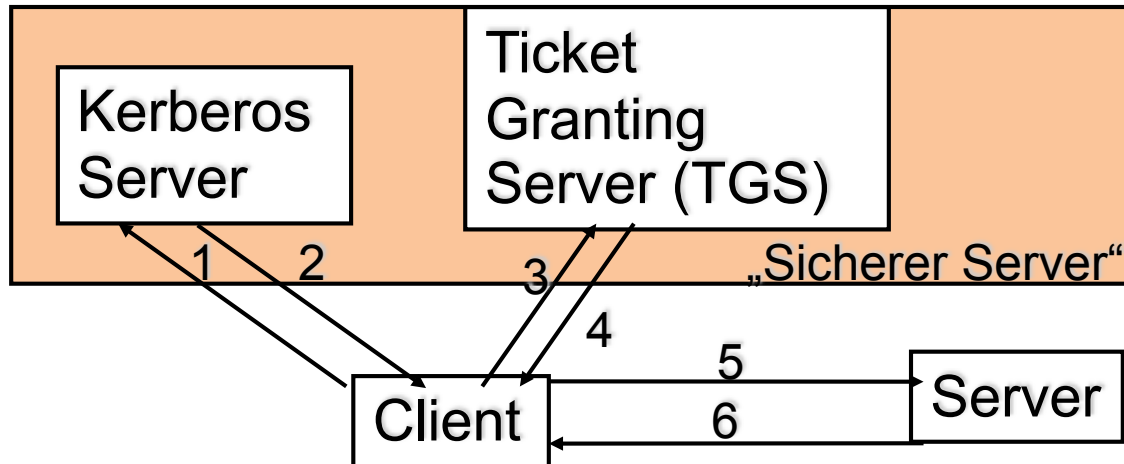 Kerberos
Server
Ticket
Granting
Server (TGS)
1
2
3
„Sicherer Server“
4
5
Client
6
Server